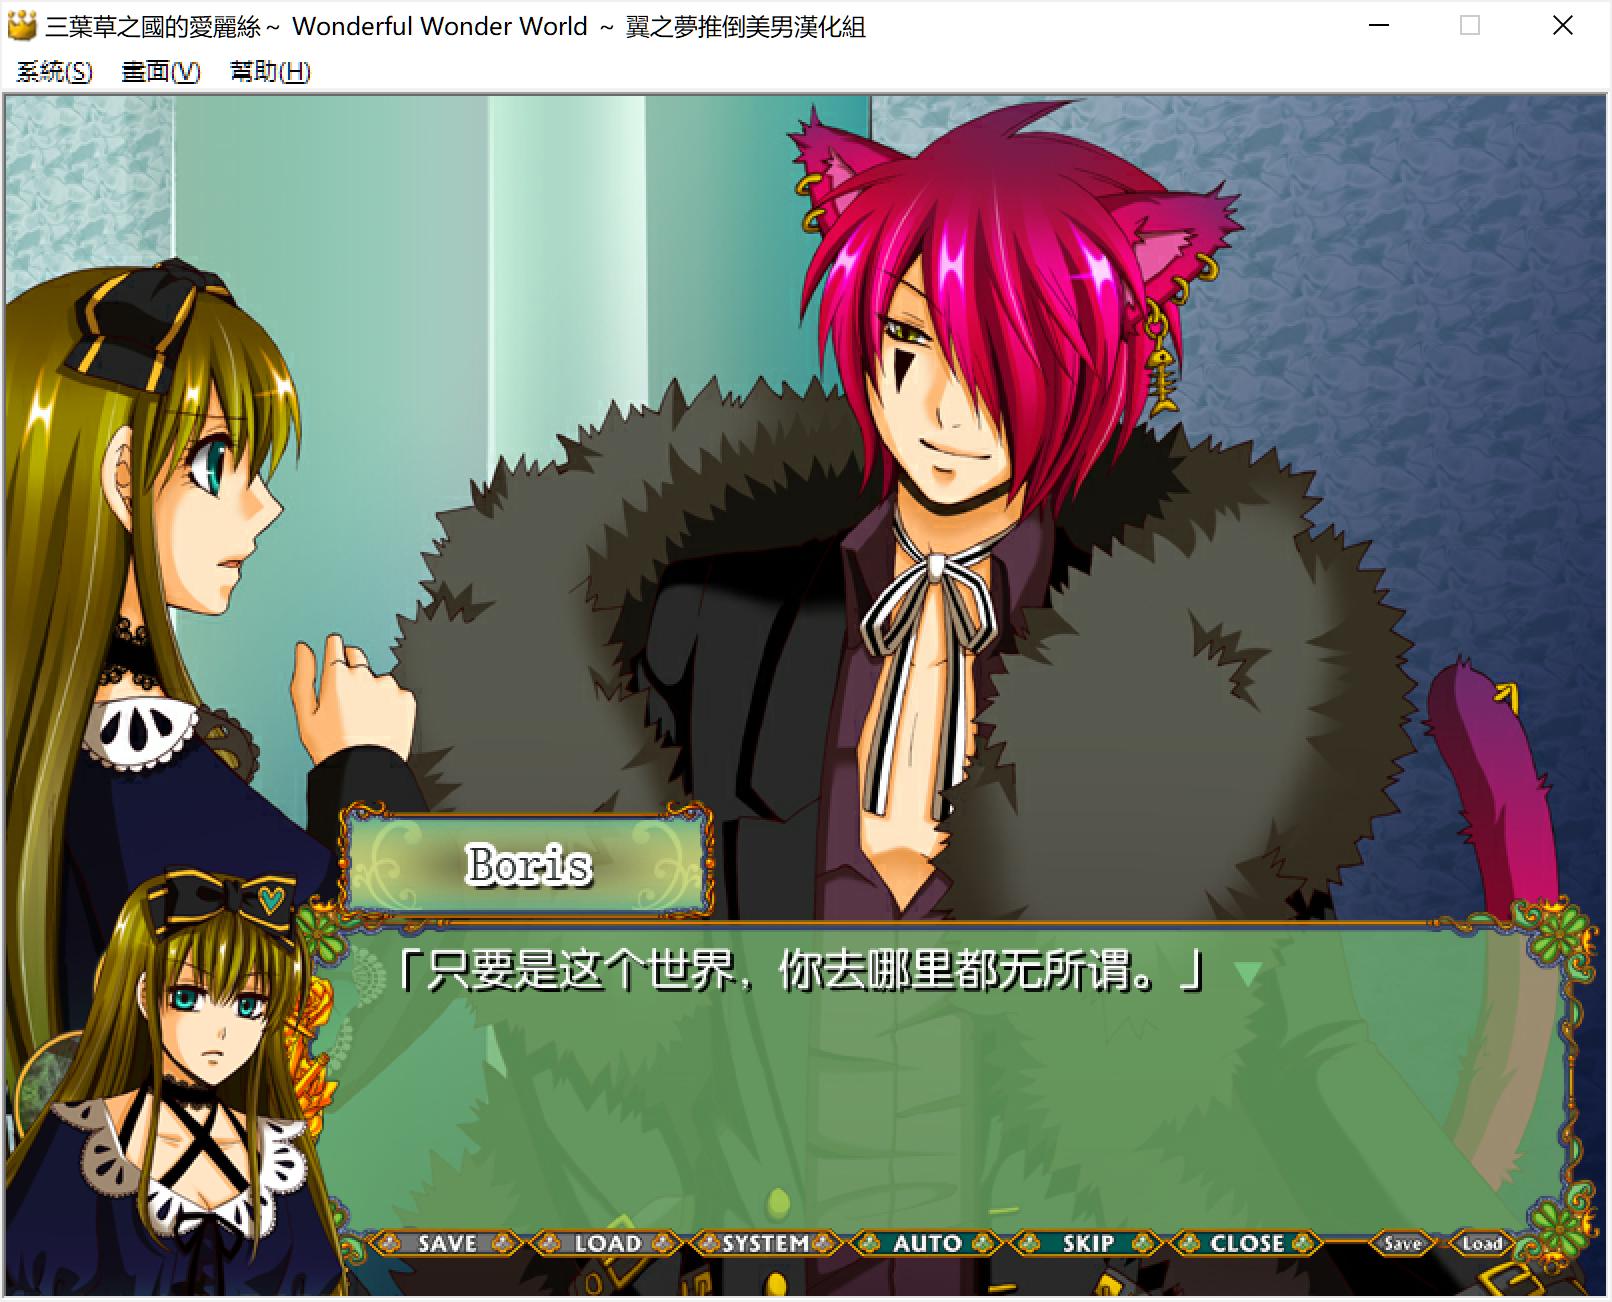 三葉草之國的愛麗絲～ Wonderful Wonder World ～ 翼之夢推倒美男漢化組
系統(S) 畫面(V) 幫助(H)
Boris
「只要是这个世界，你去哪里都无所谓。」
SAVE LOAD SYSTEM AUTO SKIP CLOSE Save Load